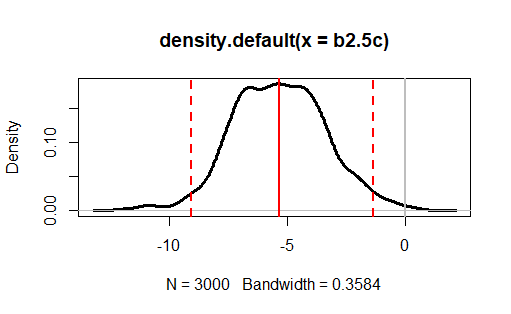 density.default(x = b2.5c)
Density
0.00
0.10
-10
-5
0
N = 3000 Bandwidth = 0.3584